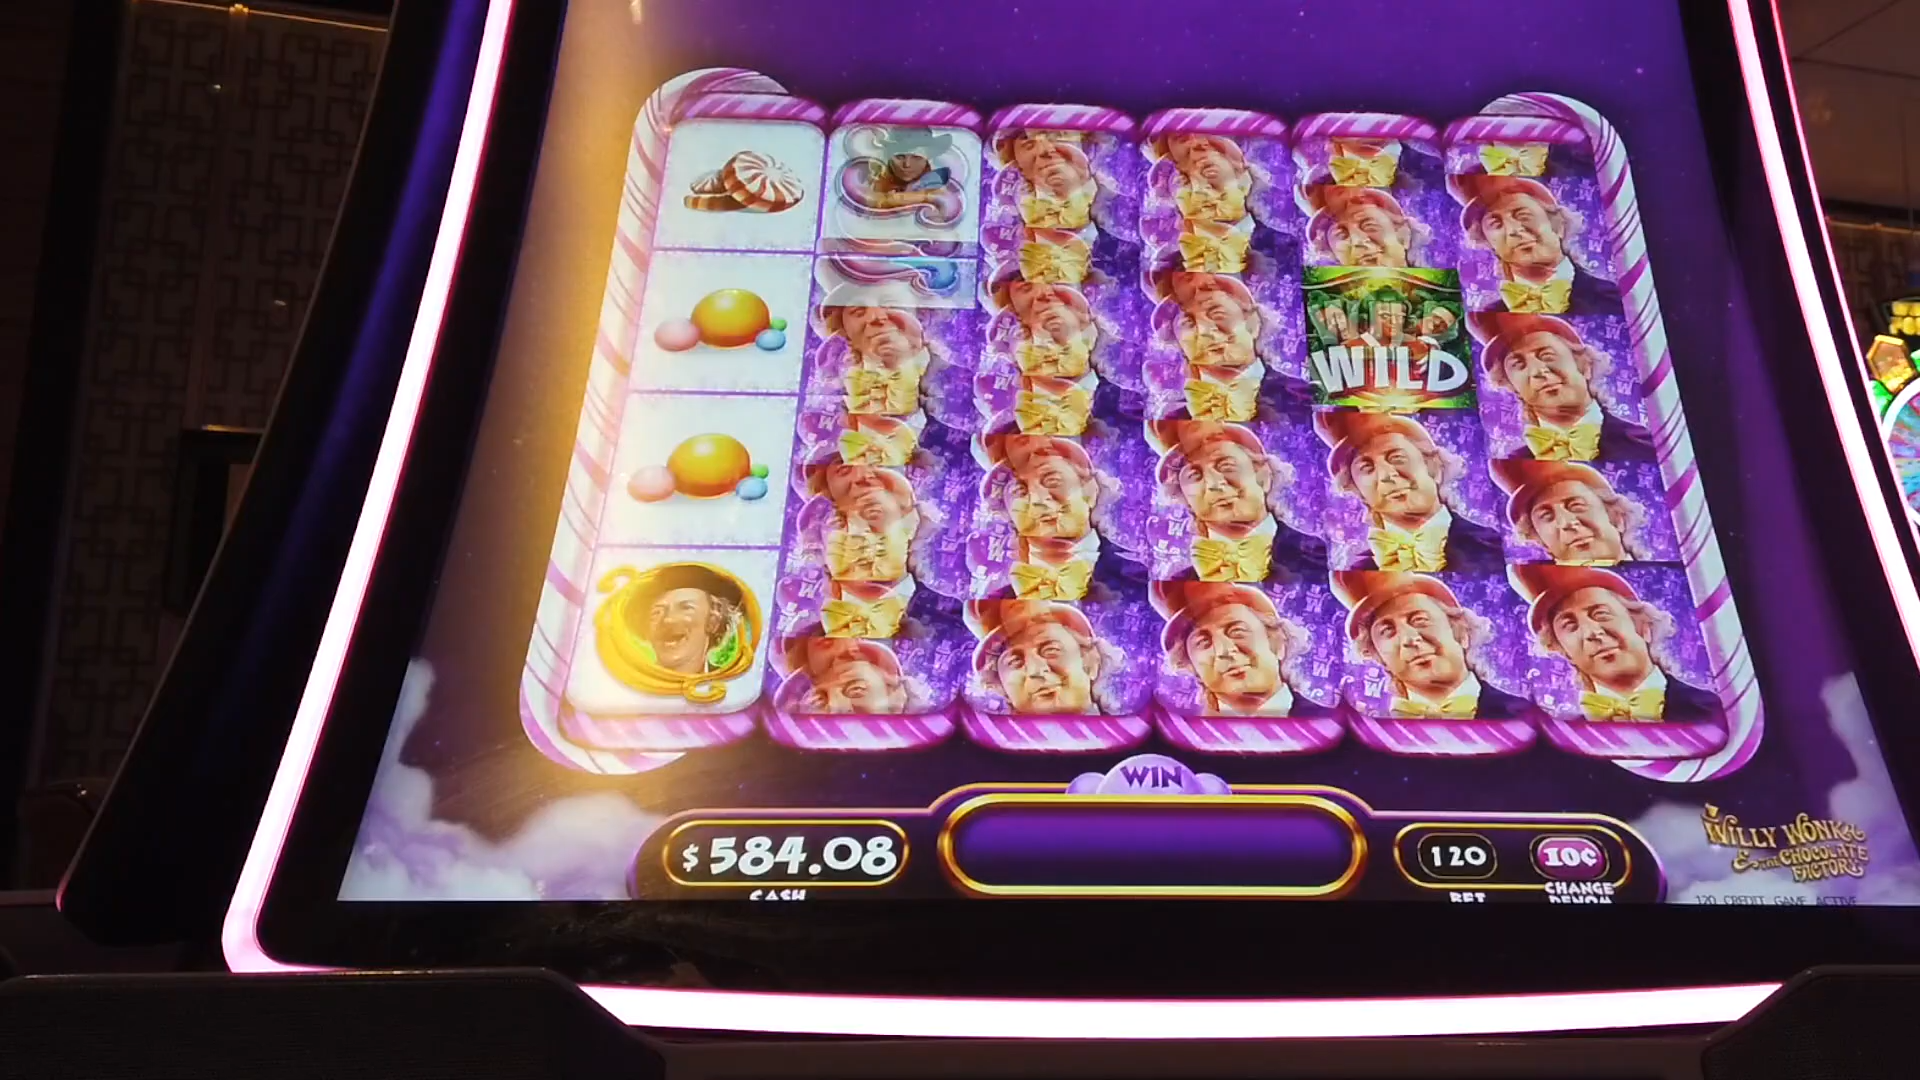 WILD
WILD
WIN
$584.08
CASH
120
BET
10¢
CHANGE
DENOM
WILLY WONKA
& THE CHOCOLATE
FACTORY
120 CREDIT GAME ACTIVE